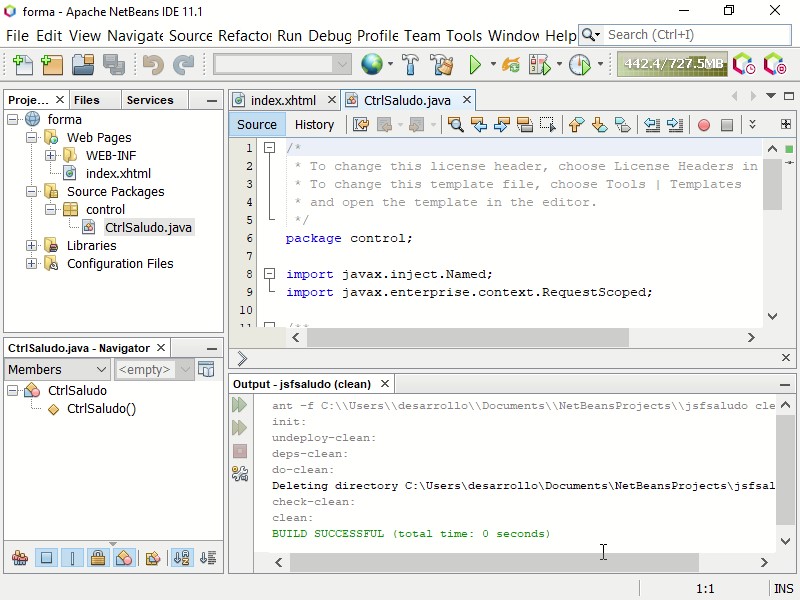 forma - Apache NetBeans IDE 11.1
File Edit View Navigate Source Refactor Run Debug Profile Team Tools Window Help
Search (Ctrl+I)
442.4/727.5MB
Proje... Files Services
forma
Web Pages
WEB-INF
index.xhtml
Source Packages
control
CtrlSaludo.java
Libraries
Configuration Files
index.xhtml CtrlSaludo.java
Source History
1 /*
2 * To change this license header, choose License Headers in
3 * To change this template file, choose Tools | Templates
4 * and open the template in the editor.
5 */
6 package control;
7
8 import javax.inject.Named;
9 import javax.enterprise.context.RequestScoped;
10
11 /**
CtrlSaludo.java - Navigator
Members <empty>
CtrlSaludo
CtrlSaludo()
Output - jsfsaludo (clean)
ant -f C:\\Users\\desarrollo\\Documents\\NetBeansProjects\\jsfsaludo cle
init:
undeploy-clean:
deps-clean:
do-clean:
Deleting directory C:\Users\desarrollo\Documents\NetBeansProjects\jsfsal
check-clean:
clean:
BUILD SUCCESSFUL (total time: 0 seconds)
1:1 INS